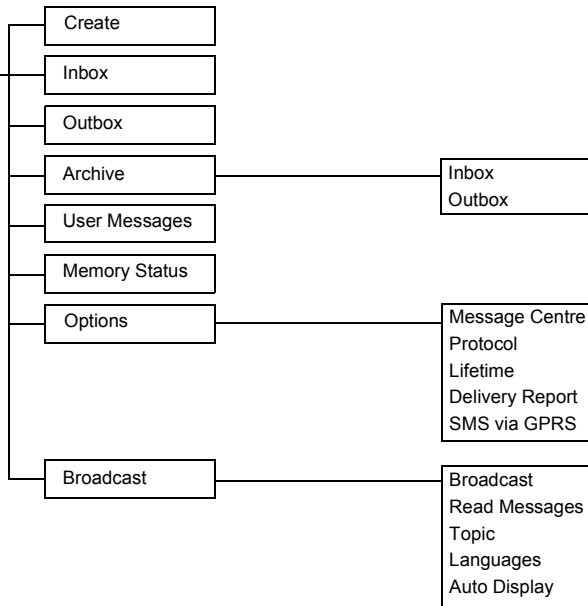 Create
Inbox
Outbox
Archive
Inbox
Outbox
User Messages
Memory Status
Options
Message Centre
Protocol
Lifetime
Delivery Report
SMS via GPRS
Broadcast
Broadcast
Read Messages
Topic
Languages
Auto Display